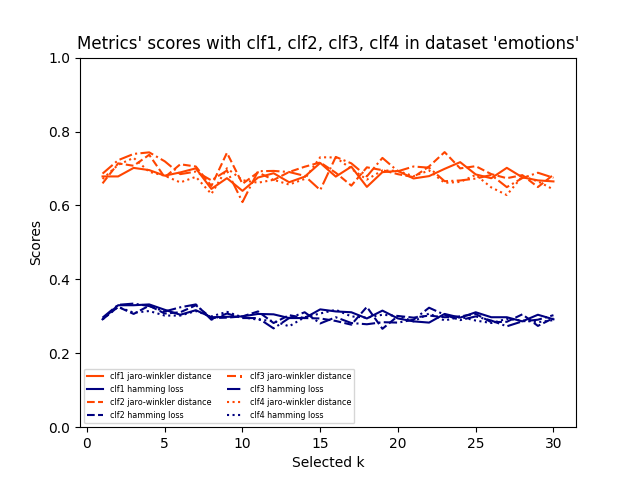 Metrics' scores with clf1, clf2, clf3, clf4 in dataset 'emotions'
1.0
0.8
0.6
0.4
0.2
0.0
Scores
clf1 jaro-winkler distance
clf1 hamming loss
clf2 jaro-winkler distance
clf2 hamming loss
clf3 jaro-winkler distance
clf3 hamming loss
clf4 jaro-winkler distance
clf4 hamming loss
0 5 10 15 20 25 30
Selected k